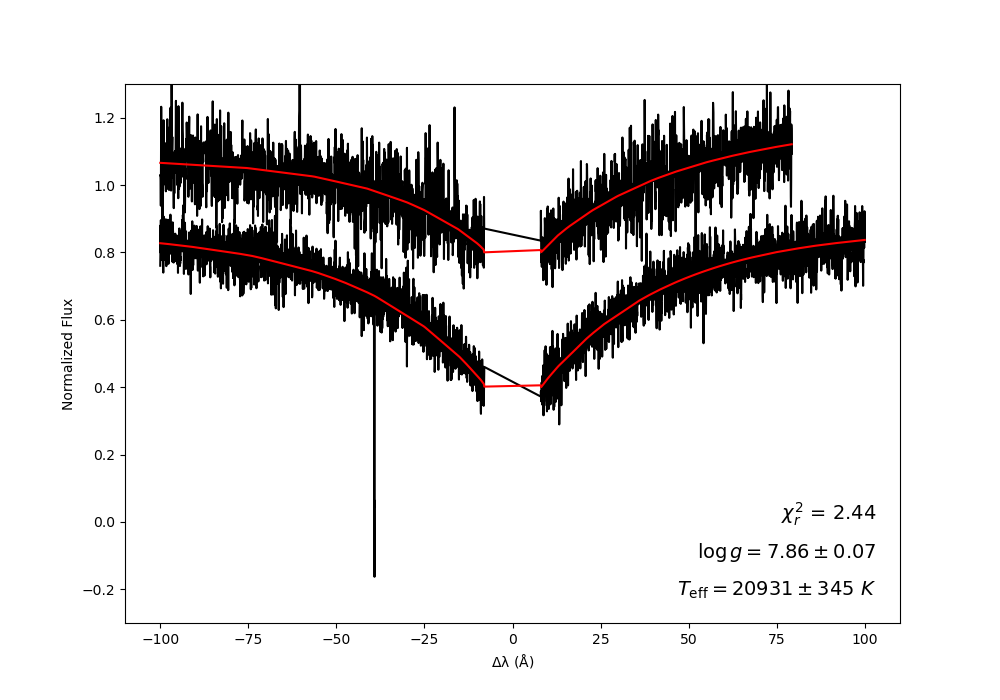 1.2
1.0
0.8
0.6
0.4
0.2
0.0
−0.2
Normalized Flux
χ²ᵣ = 2.44
log g = 7.86 ± 0.07
T_eff = 20931 ± 345 K
−100 −75 −50 −25 0 25 50 75 100
Δλ (Å)